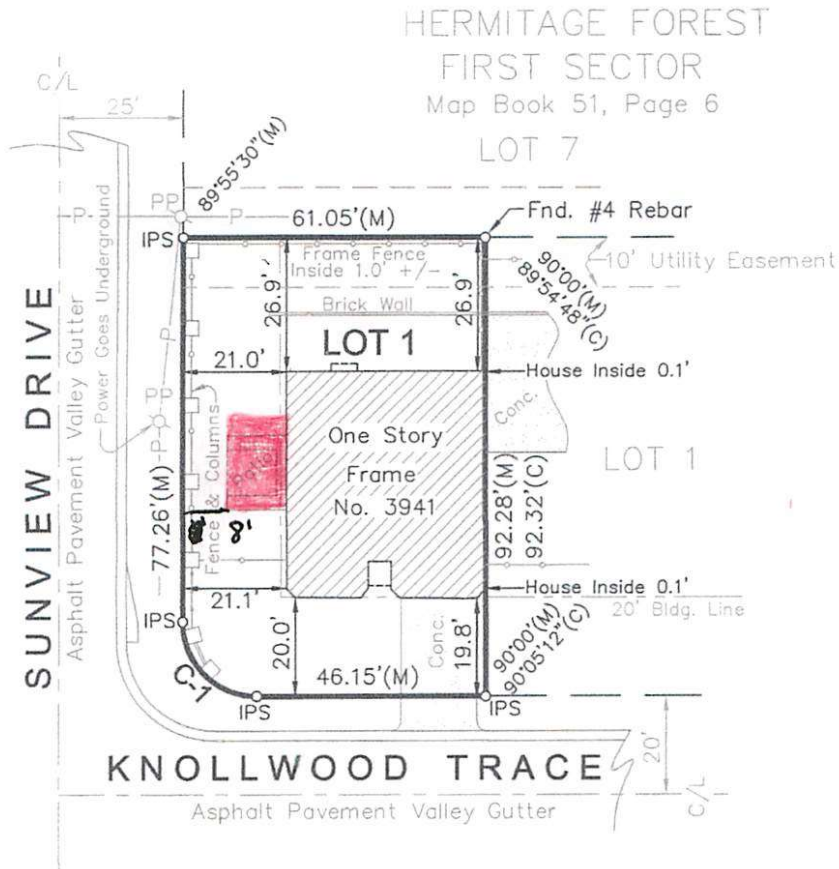 HERMITAGE FOREST
FIRST SECTOR
Map Book 51, Page 6
LOT 7
C/L
25'
89°55'30"(M)
PP
P
P
61.05'(M)
Fnd. #4 Rebar
IPS
Frame Fence
Inside 1.0' +/-
90°00'(M)
89°54'48"(C)
10' Utility Easement
Power Goes Underground
26.9'
26.9'
Brick Wall
SUNVIEW DRIVE
Asphalt Pavement Valley Gutter
P
21.0'
LOT 1
House Inside 0.1'
Conc.
PP
P
One Story
Frame
No. 3941
Patio
LOT 1
Fence & Columns
77.26'(M)
8'
92.28'(M)
92.32'(C)
P
21.1'
House Inside 0.1'
20' Bldg. Line
IPS
20.0'
Conc.
19.8'
90°00'(M)
90°05'12"(C)
C-1
46.15'(M)
IPS
IPS
KNOLLWOOD TRACE
20'
Asphalt Pavement Valley Gutter
C/L